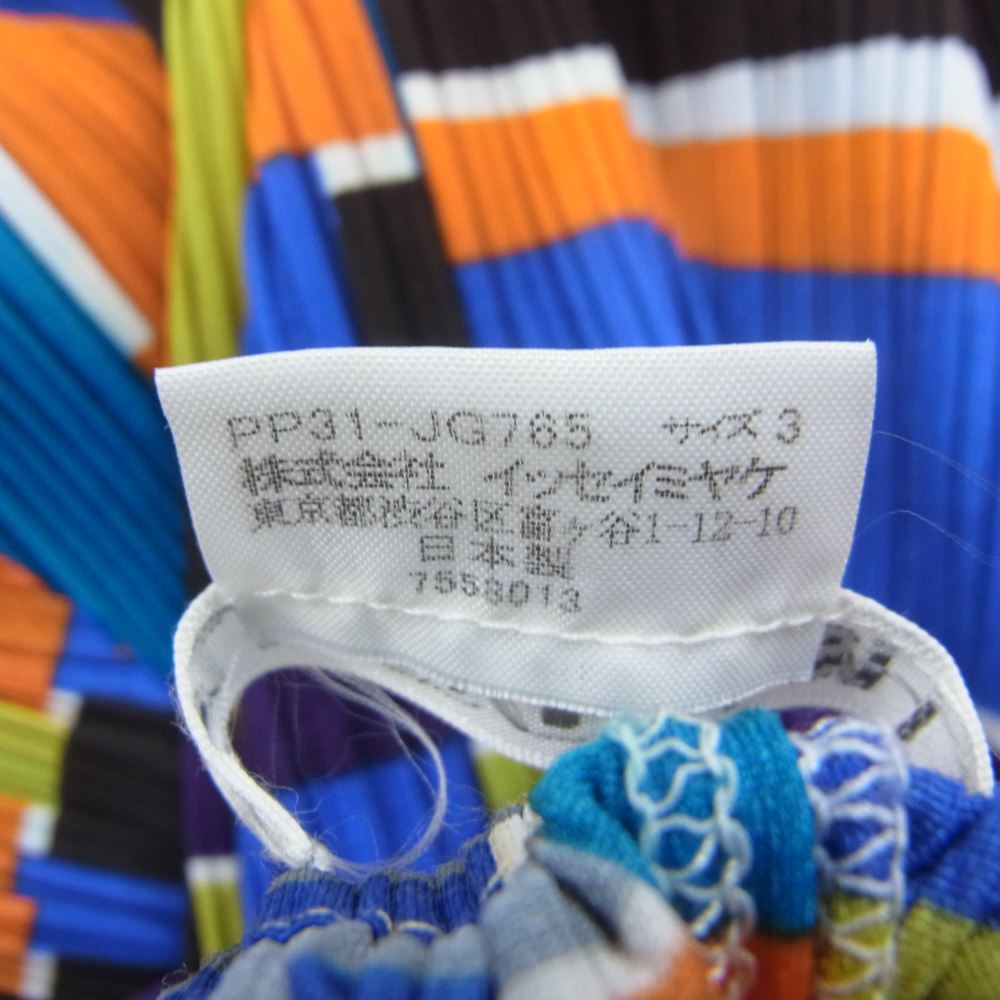 PP31-JG765 サイズ3
株式会社 イッセイミヤケ
東京都渋谷区富ヶ谷1-12-10
日本製
7553013